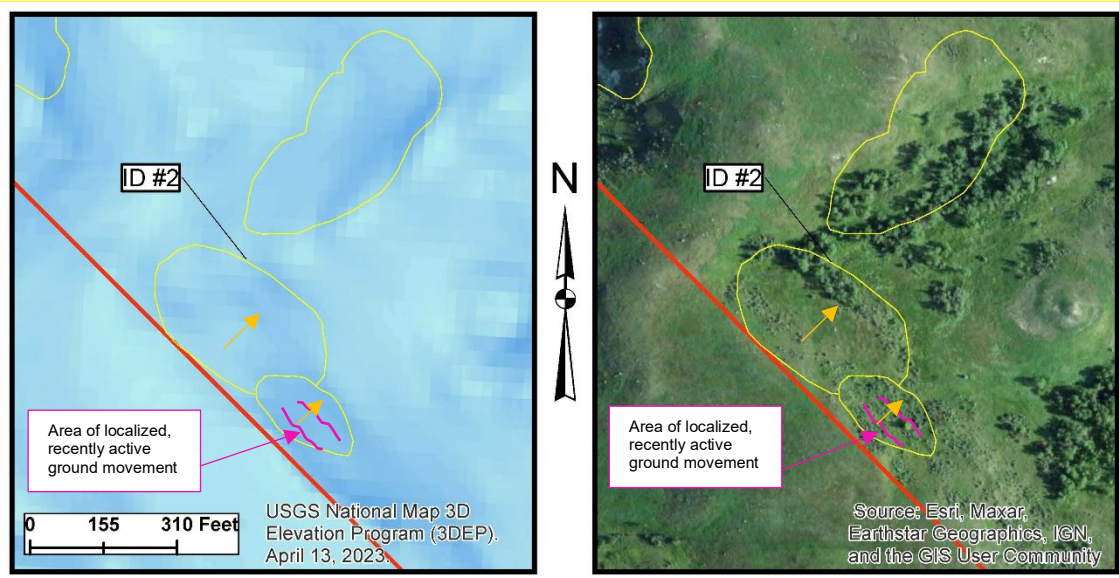 ID #2
Area of localized,
recently active
ground movement
0 155 310 Feet
USGS National Map 3D
Elevation Program (3DEP).
April 13, 2023.
N
ID #2
Area of localized,
recently active
ground movement
Source: Esri, Maxar,
Earthstar Geographics, IGN,
and the GIS User Community